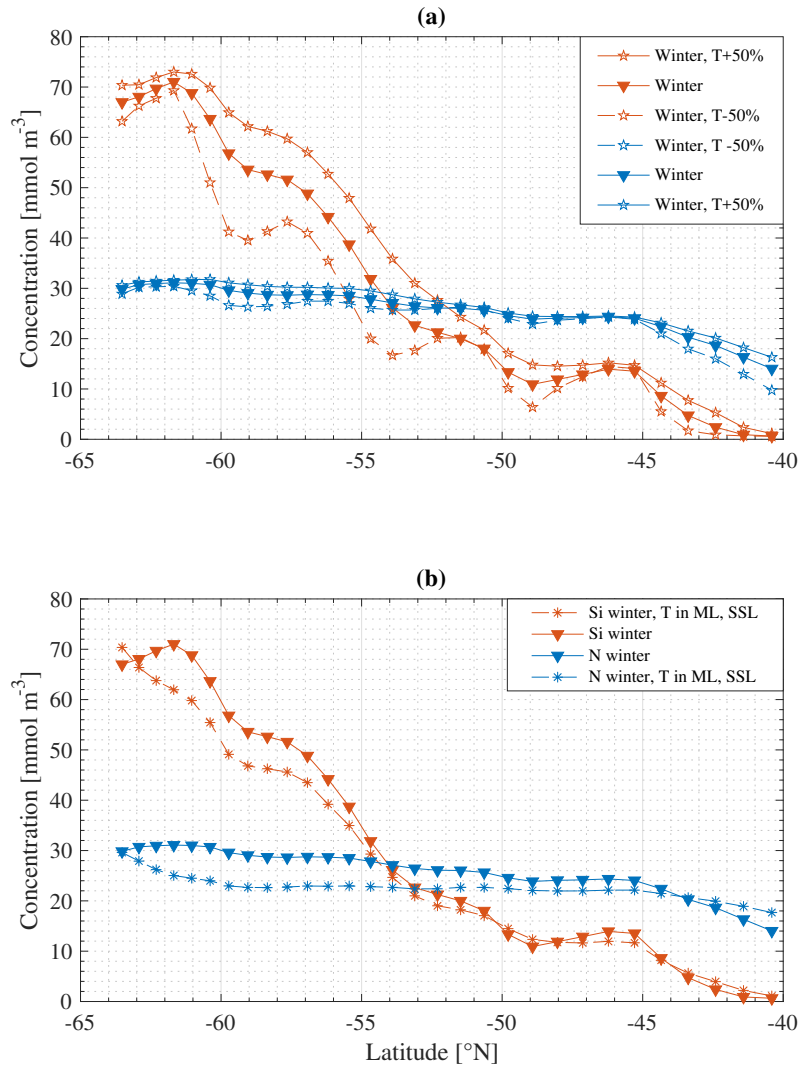 (a)
80
70
60
50
40
30
20
10
0
Concentration [mmol m⁻³]
-65
-60
-55
-50
-45
-40
Winter, T+50%
Winter
Winter, T-50%
Winter, T -50%
Winter
Winter, T+50%
(b)
80
70
60
50
40
30
20
10
0
Concentration [mmol m⁻³]
-65
-60
-55
-50
-45
-40
Latitude [°N]
Si winter, T in ML, SSL
Si winter
N winter
N winter, T in ML, SSL